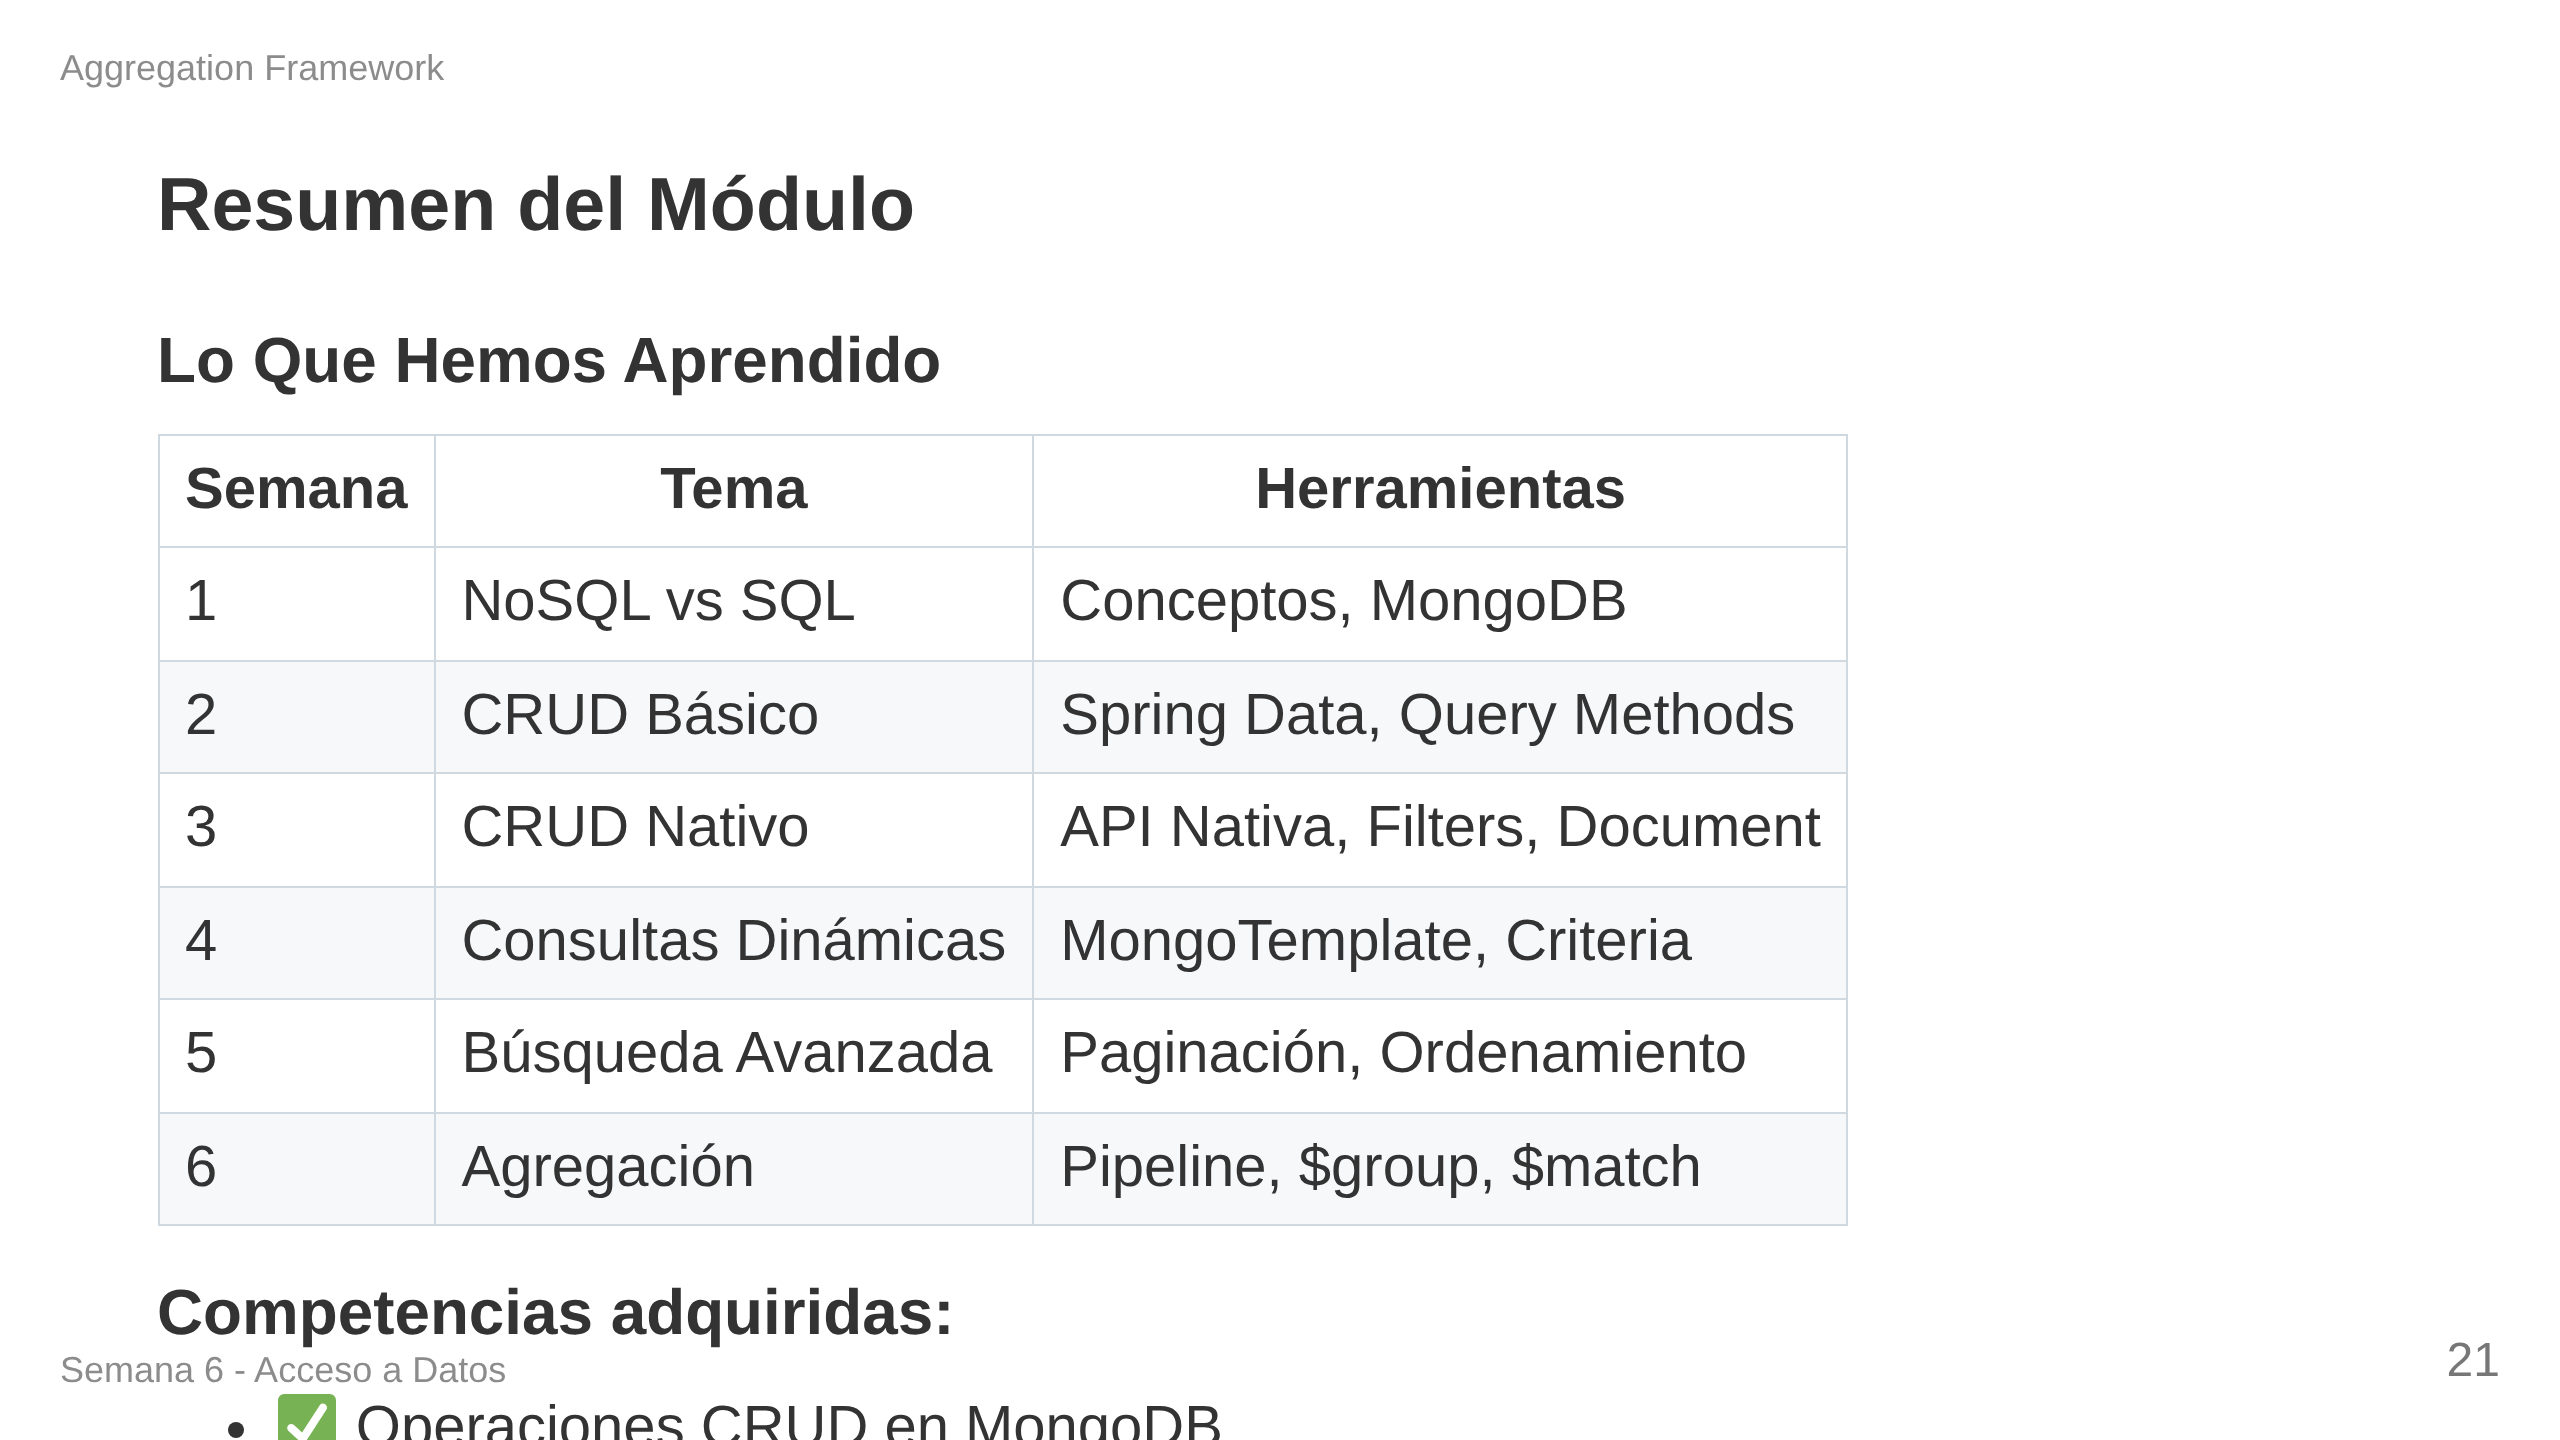 Aggregation Framework
Resumen del Módulo
Lo Que Hemos Aprendido
Semana Tema Herramientas
1 NoSQL vs SQL Conceptos, MongoDB
2 CRUD Básico Spring Data, Query Methods
3 CRUD Nativo API Nativa, Filters, Document
4 Consultas Dinámicas MongoTemplate, Criteria
5 Búsqueda Avanzada Paginación, Ordenamiento
6 Agregación Pipeline, $group, $match
Competencias adquiridas:
Semana 6 - Acceso a Datos
21
• ✅ Operaciones CRUD en MongoDB